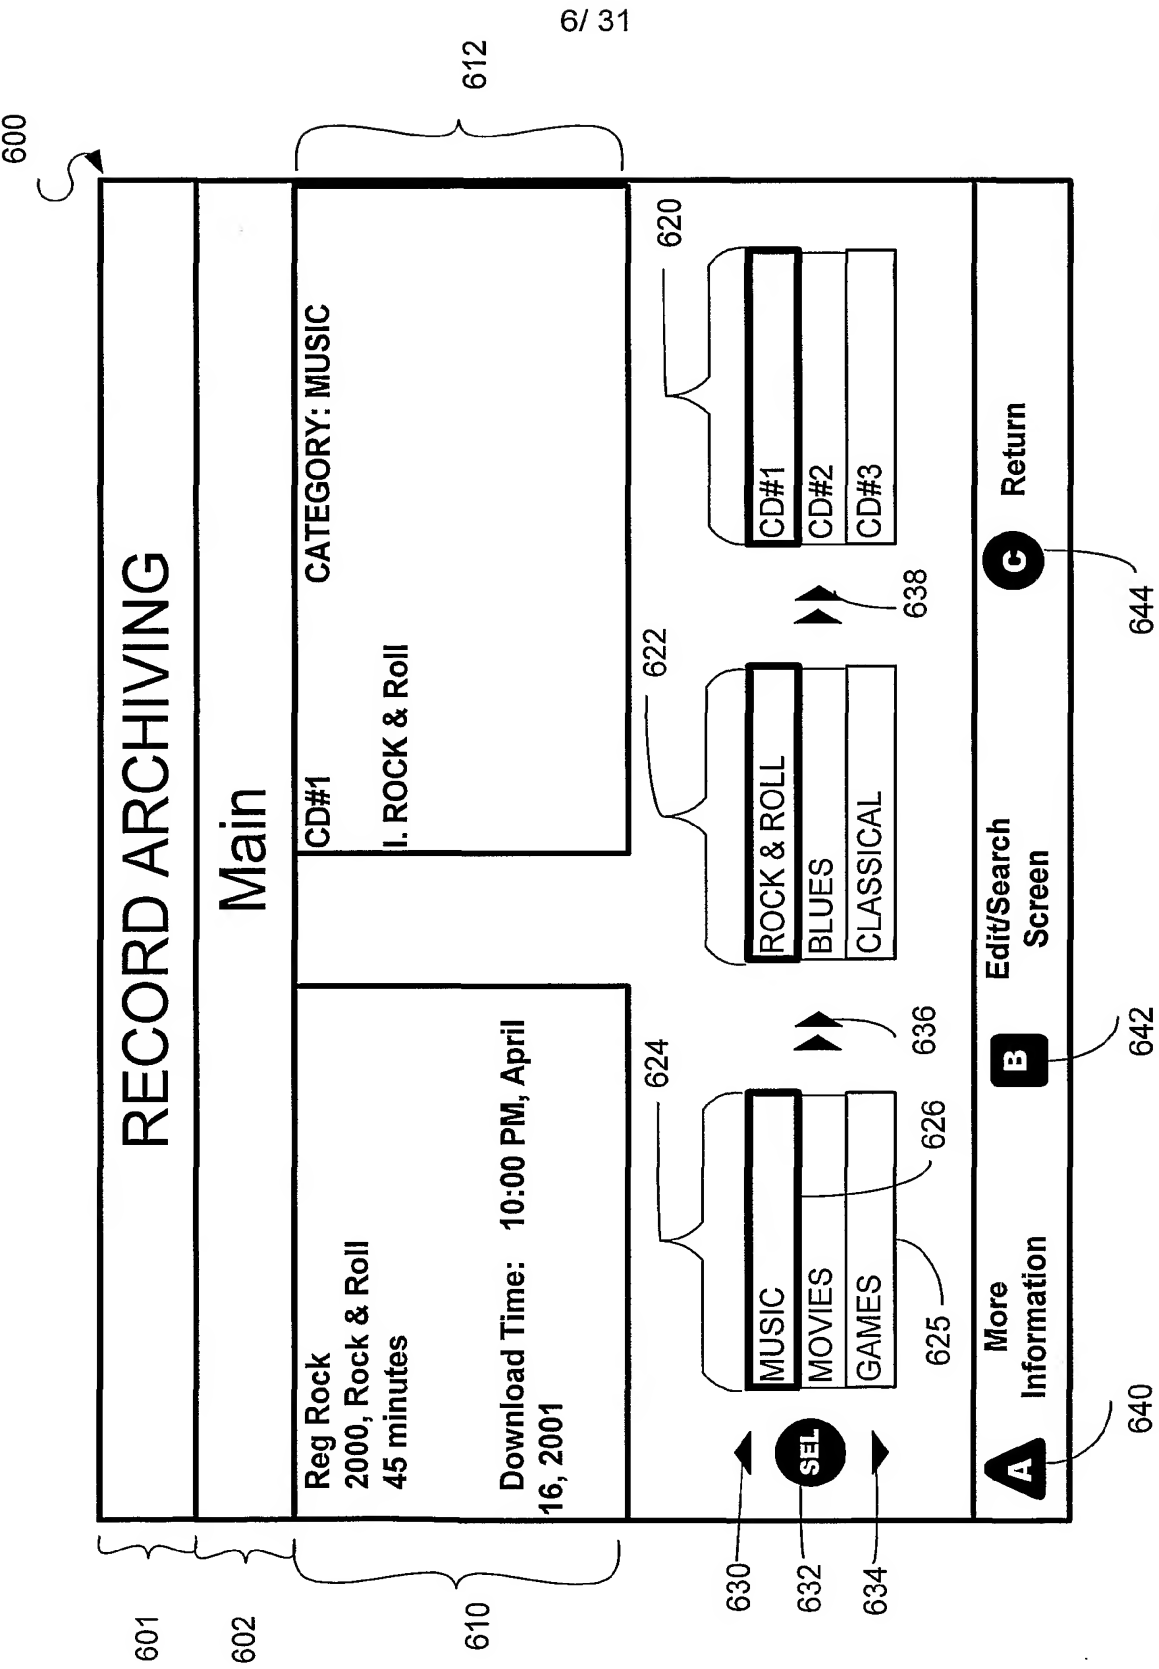 6/ 31
600
RECORD ARCHIVING
601
Main
602
Reg Rock
2000, Rock & Roll
45 minutes
Download Time: 10:00 PM, April
16, 2001
610
CD#1 CATEGORY: MUSIC
I. ROCK & Roll
612
624
622
620
630
632
634
SEL
MUSIC
MOVIES
GAMES
625
626
636
ROCK & ROLL
BLUES
CLASSICAL
638
CD#1
CD#2
CD#3
A
More
Information
B
Edit/Search
Screen
C
Return
640
642
644